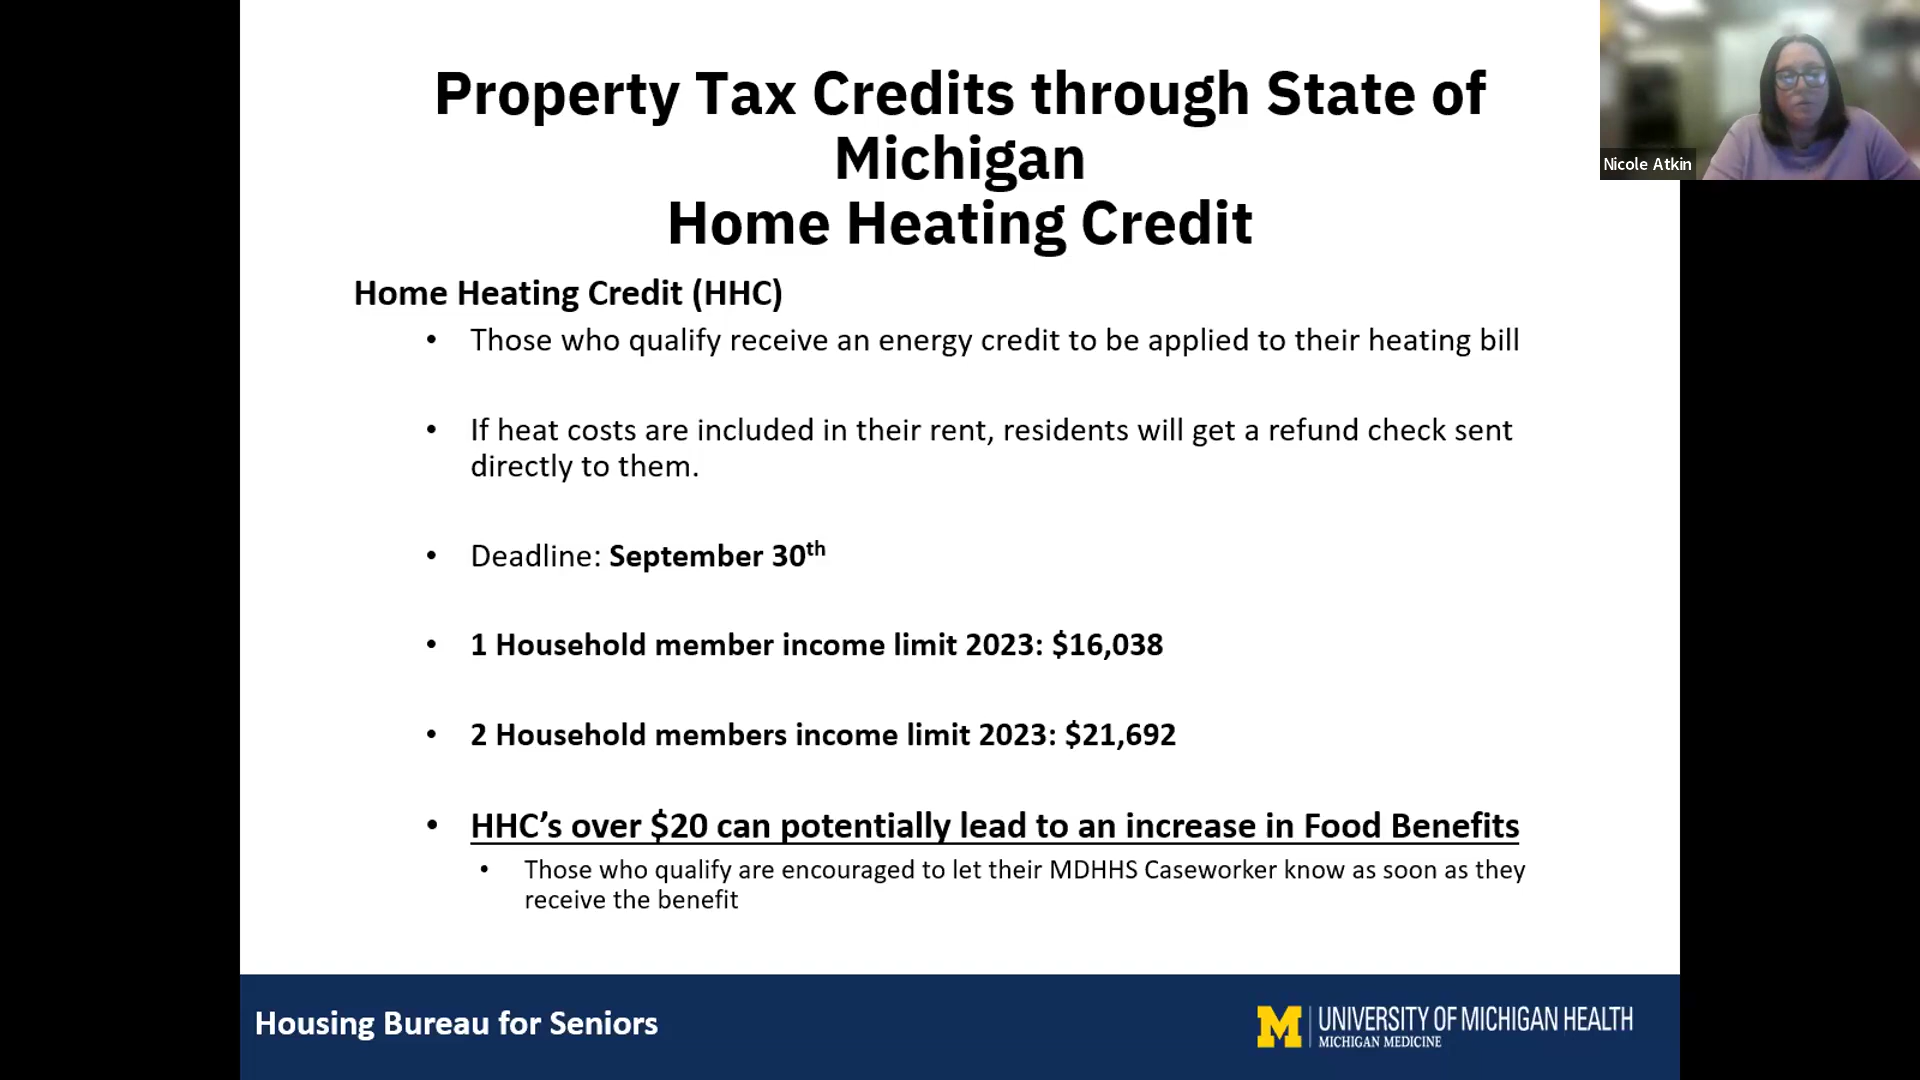 Property Tax Credits through State of
Michigan
Home Heating Credit
Nicole Atkin
Home Heating Credit (HHC)
• Those who qualify receive an energy credit to be applied to their heating bill
• If heat costs are included in their rent, residents will get a refund check sent
directly to them.
• Deadline: September 30th
• 1 Household member income limit 2023: $16,038
• 2 Household members income limit 2023: $21,692
• HHC’s over $20 can potentially lead to an increase in Food Benefits
• Those who qualify are encouraged to let their MDHHS Caseworker know as soon as they
receive the benefit
Housing Bureau for Seniors
M UNIVERSITY OF MICHIGAN HEALTH
MICHIGAN MEDICINE